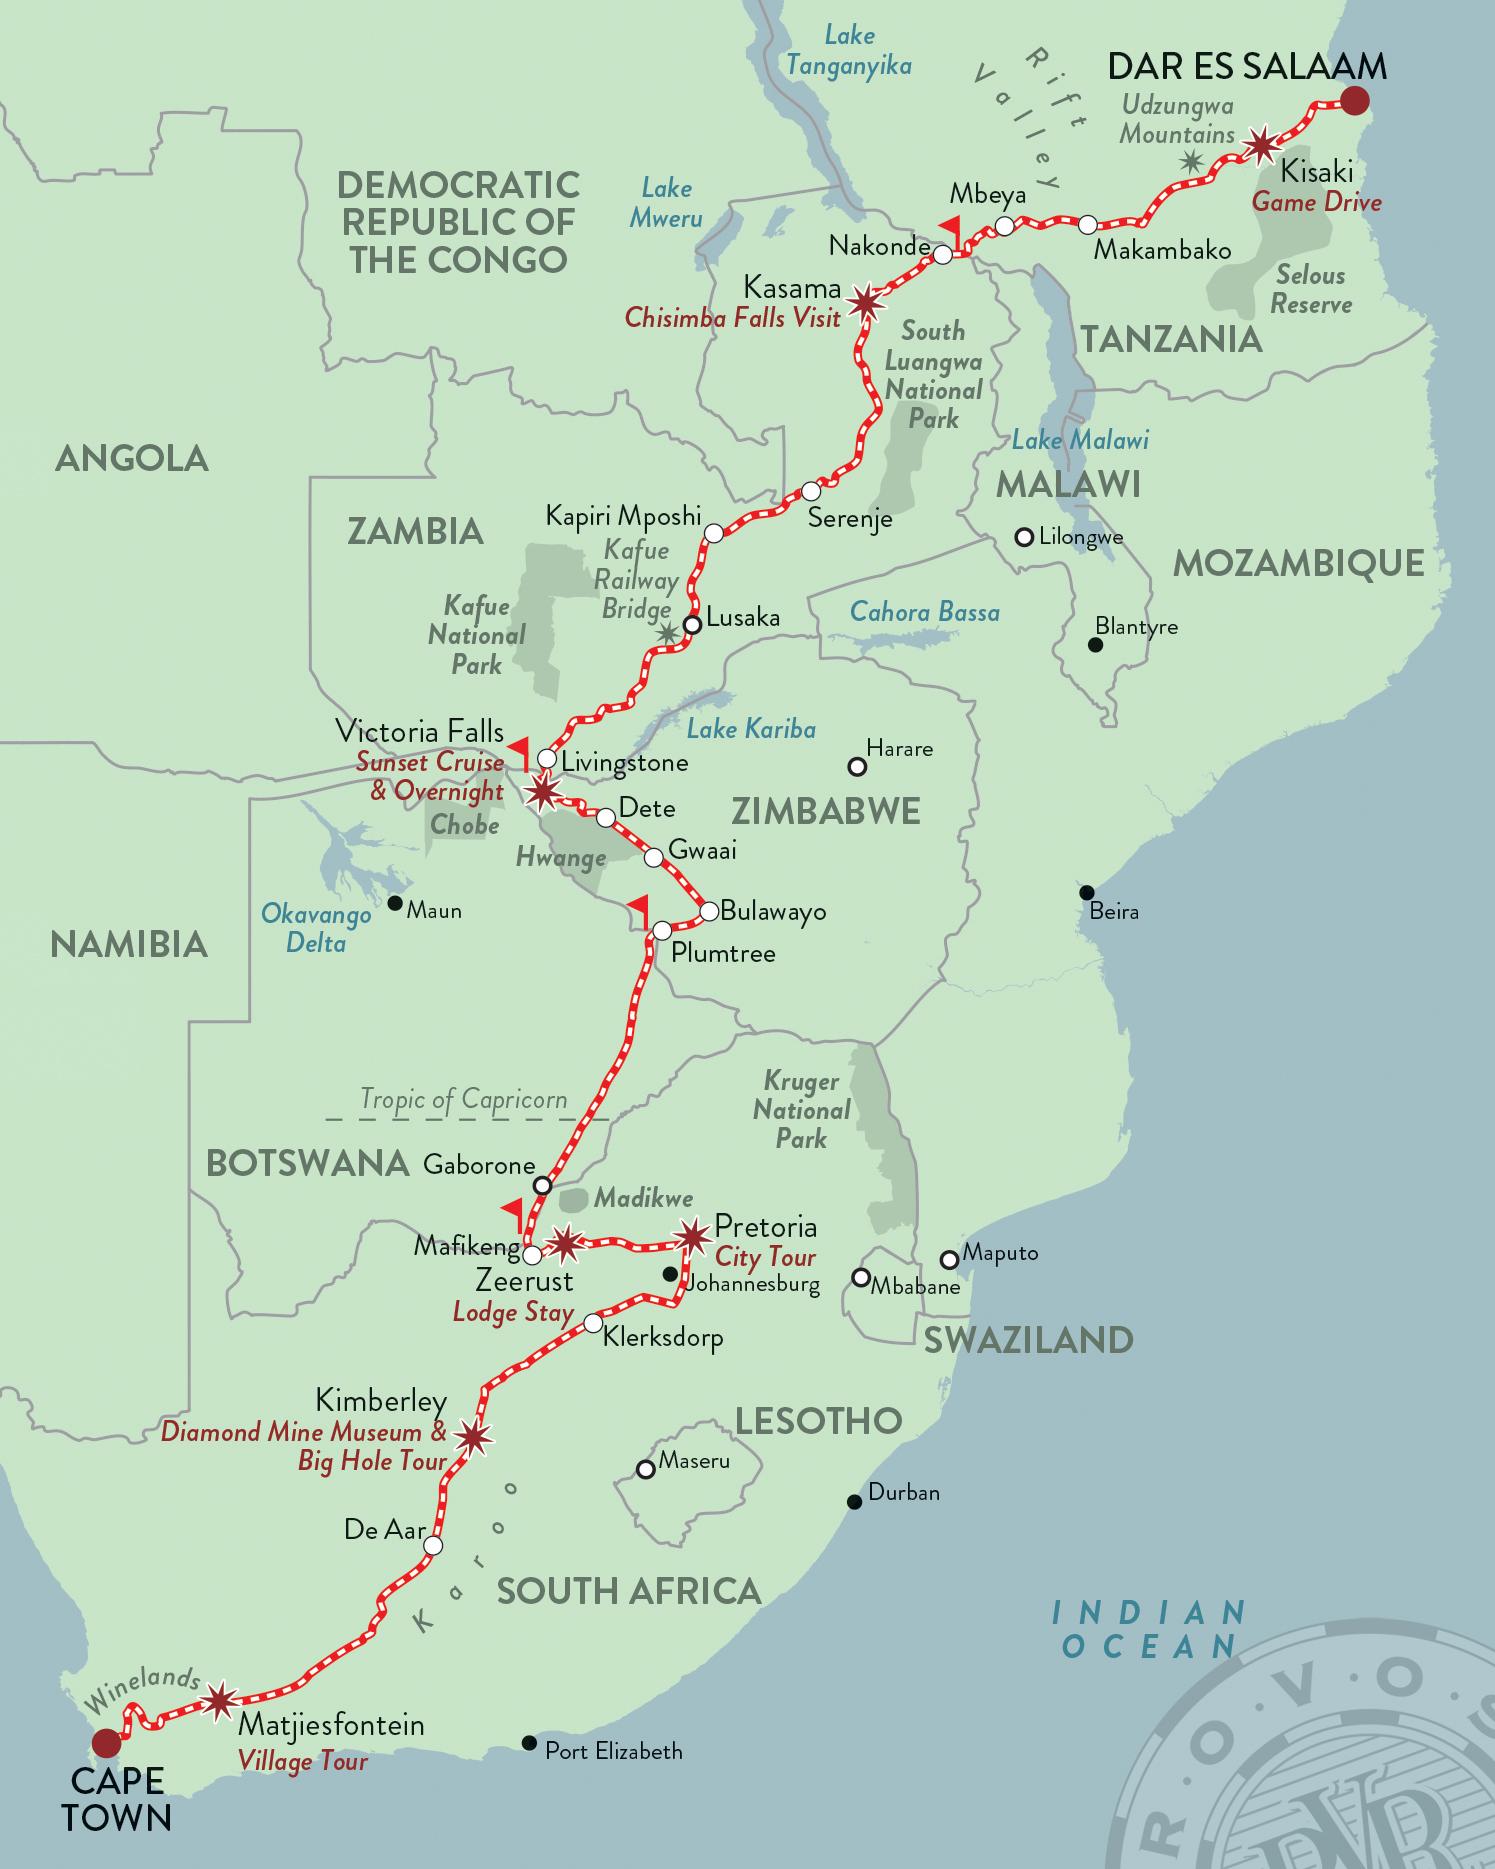 Lake
Tanganyika
Rift
Valley
DAR ES SALAAM
Udzungwa
Mountains
Kisaki
Game Drive
DEMOCRATIC
REPUBLIC OF
THE CONGO
Lake
Mweru
Mbeya
Nakonde
Makambako
Selous
Reserve
Kasama
Chisimba Falls Visit
South
Luangwa
National
Park
TANZANIA
ANGOLA
Lake Malawi
MALAWI
ZAMBIA
Kapiri Mposhi
Serenje
Lilongwe
MOZAMBIQUE
Kafue
Railway
Bridge
Kafue
National
Park
Lusaka
Cahora Bassa
Blantyre
Victoria Falls
Sunset Cruise
& Overnight
Livingstone
Lake Kariba
Harare
Chobe
Dete
ZIMBABWE
Hwange
Gwaai
Okavango
Delta
Maun
Bulawayo
Beira
NAMIBIA
Plumtree
Tropic of Capricorn
Kruger
National
Park
BOTSWANA
Gaborone
Madikwe
Mafikeng
Pretoria
City Tour
Zeerust
Lodge Stay
Johannesburg
Mbabane
Maputo
Klerksdorp
SWAZILAND
Kimberley
Diamond Mine Museum &
Big Hole Tour
LESOTHO
Maseru
Durban
De Aar
Karoo
SOUTH AFRICA
INDIAN
OCEAN
Winelands
Matjiesfontein
Village Tour
Port Elizabeth
CAPE
TOWN
R·O·V·O·S
RVR